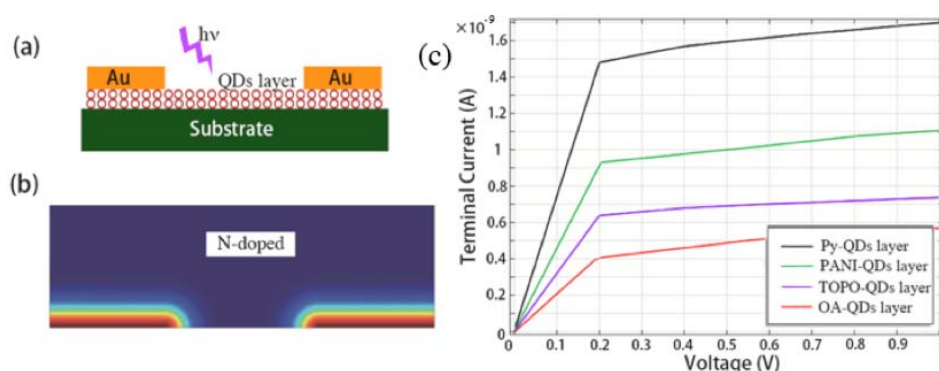 (a)
hν
Au
QDs layer
Au
Substrate
(b)
N-doped
(c)
×10⁻⁹
1.6
1.4
1.2
1
0.8
0.6
0.4
0.2
0
Terminal Current (A)
0 0.1 0.2 0.3 0.4 0.5 0.6 0.7 0.8 0.9
Voltage (V)
Py-QDs layer
PANI-QDs layer
TOPO-QDs layer
OA-QDs layer